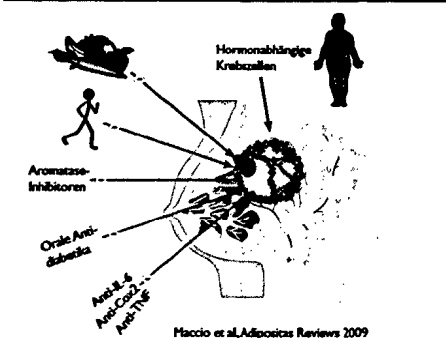 Hormonabhängige
Krebszellen
Aromatase-
Inhibitoren
Orale Anti-
diabetika
Anti-IL-6
Anti-Cox2
Anti-TNF
Maccio et al, Adipositas Reviews 2009